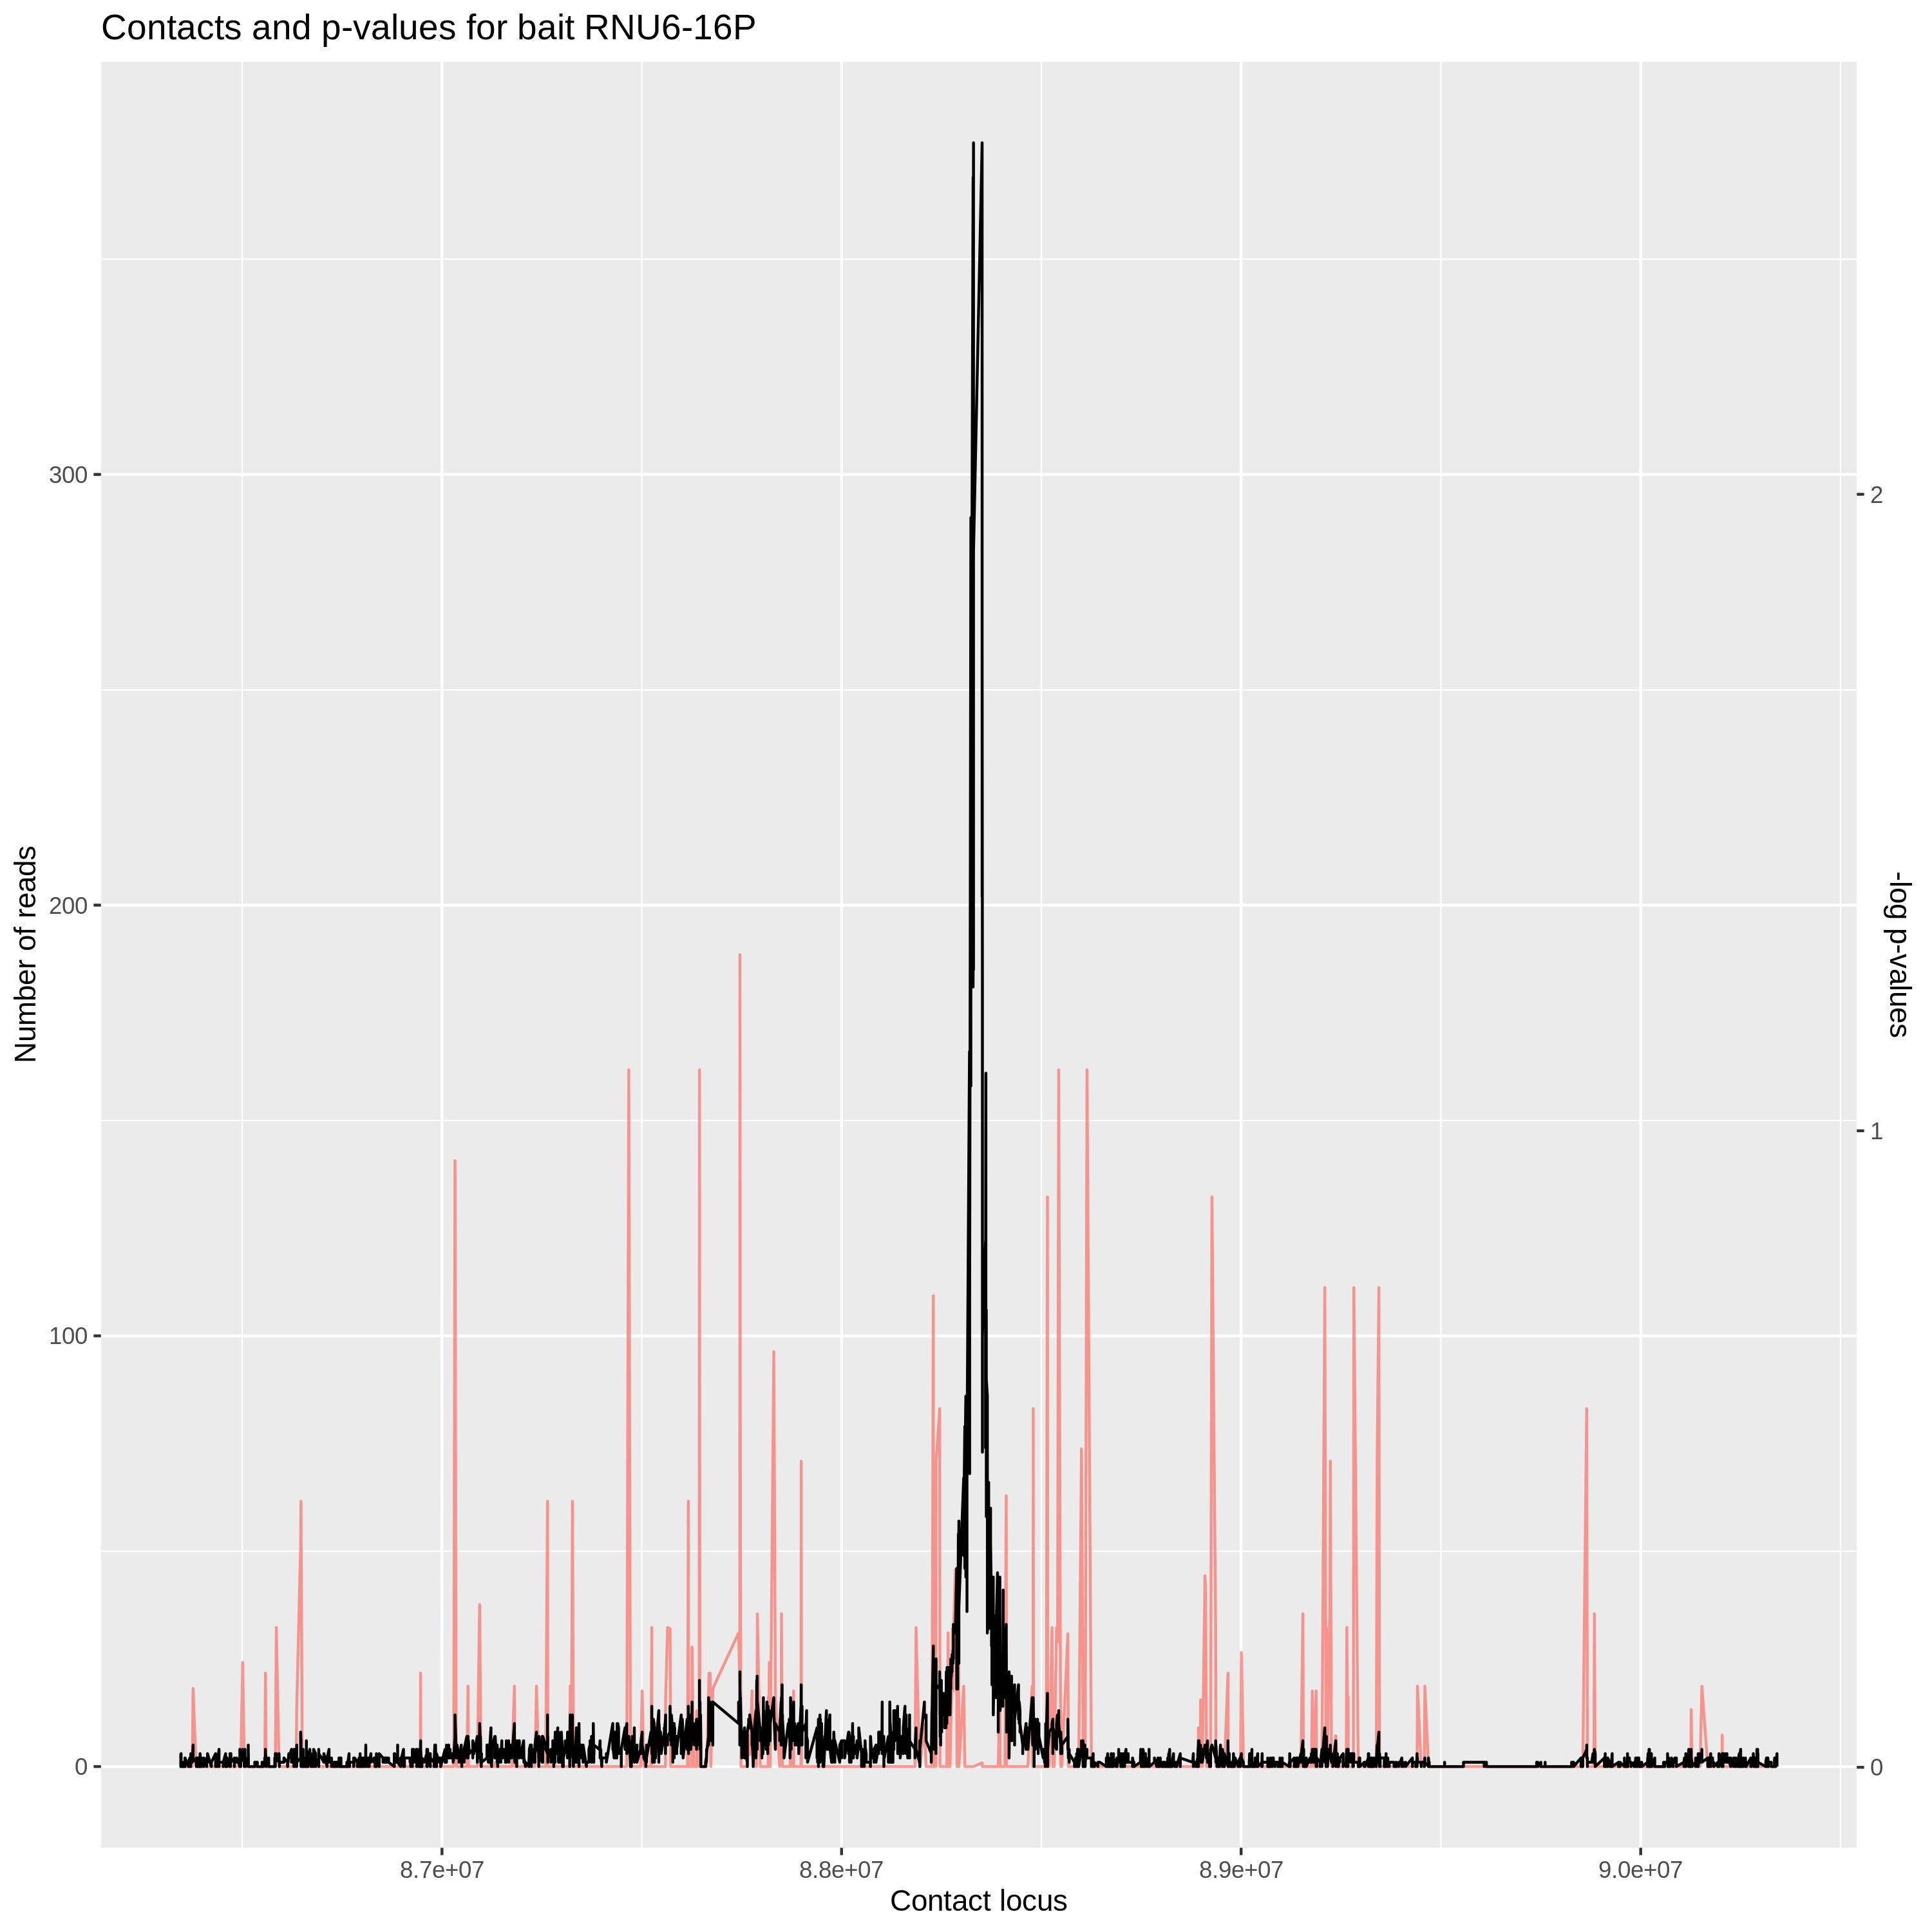 Contacts and p-values for bait RNU6-16P
Number of reads
300
200
100
0
2
1
0
-log p-values
8.7e+07
8.8e+07
8.9e+07
9.0e+07
Contact locus